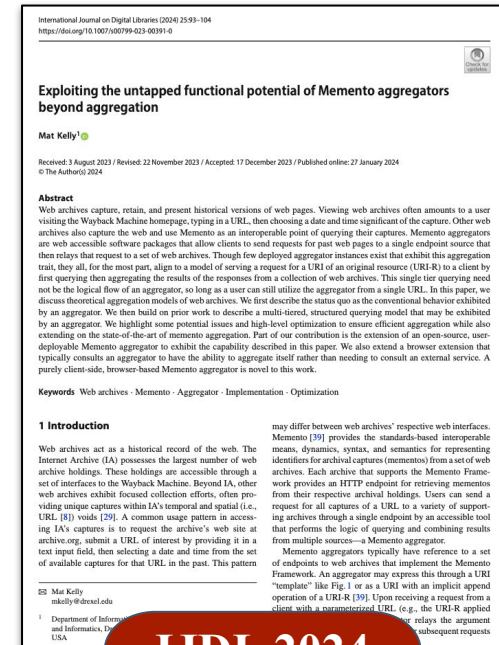 International Journal on Digital Libraries (2024) 25:93–104
https://doi.org/10.1007/s00799-023-00391-0
Check for
updates
Exploiting the untapped functional potential of Memento aggregators
beyond aggregation
Mat Kelly1
Received: 3 August 2023 / Revised: 22 November 2023 / Accepted: 17 December 2023 / Published online: 27 January 2024
© The Author(s) 2024
Abstract
Web archives capture, retain, and present historical versions of web pages. Viewing web archives often amounts to a user
visiting the Wayback Machine homepage, typing in a URL, then choosing a date and time significant of the capture. Other web
archives also capture the web and use Memento as an interoperable point of querying their captures. Memento aggregators
are web accessible software packages that allow clients to send requests for past web pages to a single endpoint source that
then relays that request to a set of web archives. Though few deployed aggregator instances exist that exhibit this aggregation
trait, they all, for the most part, align to a model of serving a request for a URI of an original resource (URI-R) to a client by
first querying then aggregating the results of the responses from a collection of web archives. This single tier querying need
not be the logical flow of an aggregator, so long as a user can still utilize the aggregator from a single URL. In this paper, we
discuss theoretical aggregation models of web archives. We first describe the status quo as the conventional behavior exhibited
by an aggregator. We then build on prior work to describe a multi-tiered, structured querying model that may be exhibited
by an aggregator. We highlight some potential issues and high-level optimization to ensure efficient aggregation while also
extending on the state-of-the-art of memento aggregation. Part of our contribution is the extension of an open-source, user-
deployable Memento aggregator to exhibit the capability described in this paper. We also extend a browser extension that
typically consults an aggregator to have the ability to aggregate itself rather than needing to consult an external service. A
purely client-side, browser-based Memento aggregator is novel to this work.
Keywords Web archives · Memento · Aggregator · Implementation · Optimization
1 Introduction
Web archives act as a historical record of the web. The
Internet Archive (IA) possesses the largest number of web
archive holdings. These holdings are accessible through a
set of interfaces to the Wayback Machine. Beyond IA, other
web archives exhibit focused collection efforts, often pro-
viding unique captures within IA's temporal and spatial (i.e.,
URL [8]) voids [29]. A common usage pattern in access-
ing IA's captures is to request the archive's web site at
archive.org, submit a URL of interest by providing it in a
text input field, then selecting a date and time from the set
of available captures for that URL in the past. This pattern
Mat Kelly
mkelly@drexel.edu
1 Department of
USA
may differ between web archives' respective web interfaces.
Memento [39] provides the standards-based interoperable
means, dynamics, syntax, and semantics for representing
identifiers for archival captures (mementos) from a set of web
archives. Each archive that supports the Memento Frame-
work provides an HTTP endpoint for retrieving mementos
from their respective archival holdings. Users can send a
request for all captures of a URL to a variety of support-
ing archives through a single endpoint by an accessible tool
that performs the logic of querying and combining results
from multiple sources—a Memento aggregator.
Memento aggregators typically have reference to a set
of endpoints to web archives that implement the Memento
Framework. An aggregator may express this through a URI
"template" like Fig. 1 or as a URI with an implicit append
operation of a URI-R [39]. Upon receiving a request from a
client with a parameterized URL (e.g., the URI-R applied
relays the argument
subsequent requests